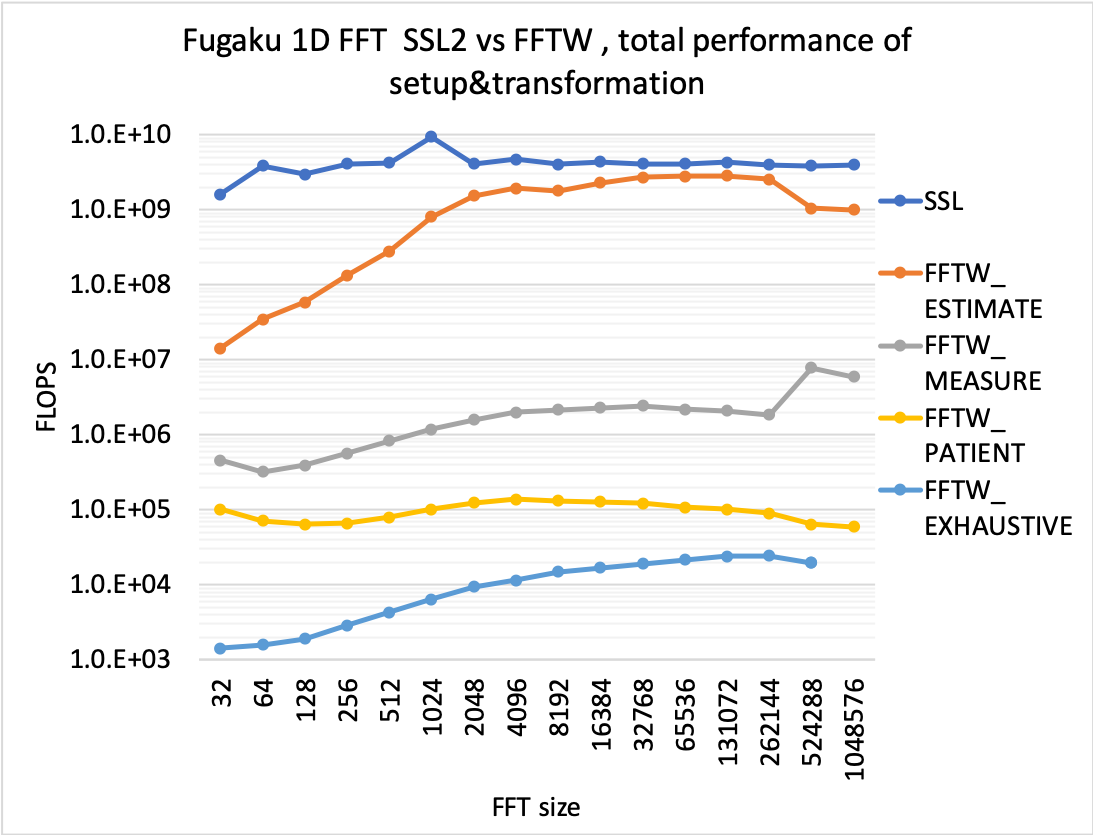 Fugaku 1D FFT  SSL2 vs FFTW , total performance of
setup&transformation
1.0.E+10
1.0.E+09
1.0.E+08
1.0.E+07
1.0.E+06
1.0.E+05
1.0.E+04
1.0.E+03
FLOPS
32
64
128
256
512
1024
2048
4096
8192
16384
32768
65536
131072
262144
524288
1048576
FFT size
SSL
FFTW_
ESTIMATE
FFTW_
MEASURE
FFTW_
PATIENT
FFTW_
EXHAUSTIVE